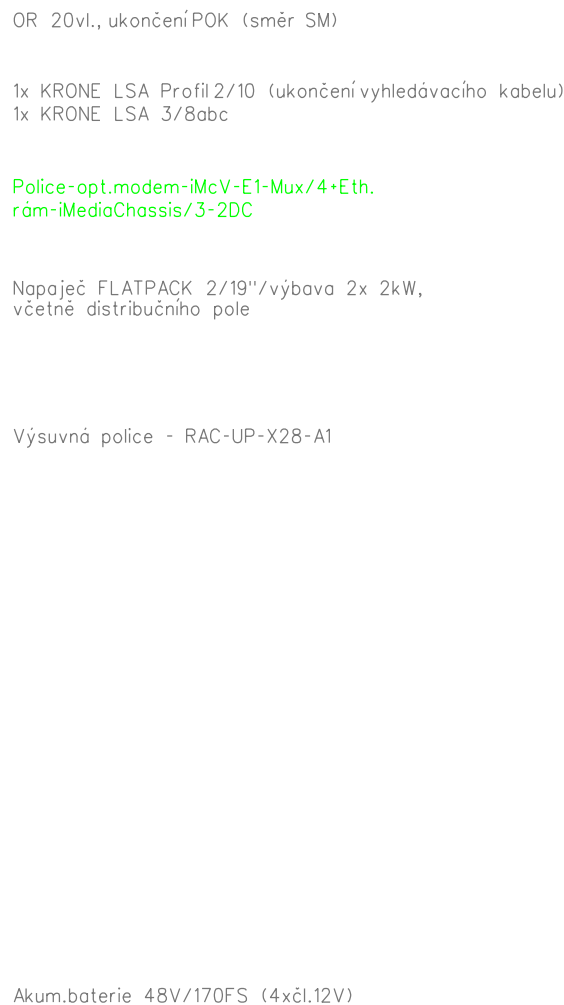 OR 20vl., ukončení POK (směr SM)
1x KRONE LSA Profil 2/10 (ukončení vyhledávacího kabelu)
1x KRONE LSA 3/8abc
Police-opt.modem-iMcV-E1-Mux/4+Eth.
rám-iMediaChassis/3-2DC
Napaječ FLATPACK 2/19"/výbava 2x 2kW,
včetně distribučního pole
Výsuvná police - RAC-UP-X28-A1
Akum.baterie 48V/170FS (4xčl.12V)